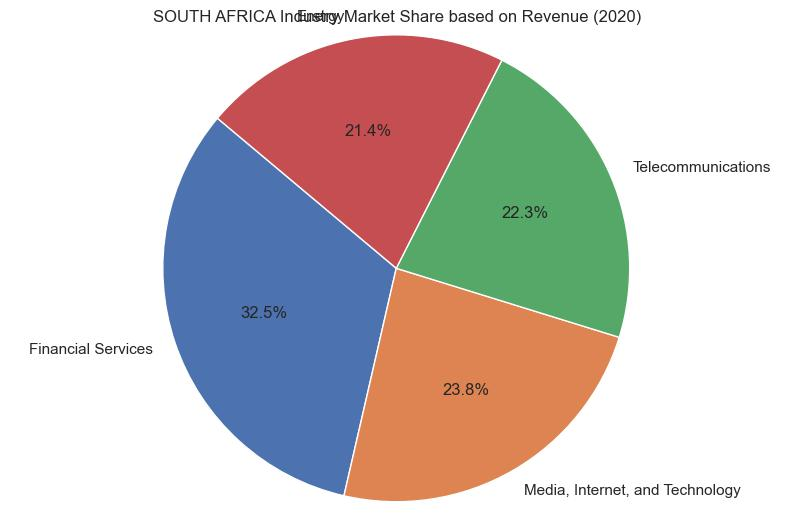 SOUTH AFRICA Industry Market Share based on Revenue (2020)
Energy
21.4%
Telecommunications
22.3%
32.5%
Financial Services
23.8%
Media, Internet, and Technology